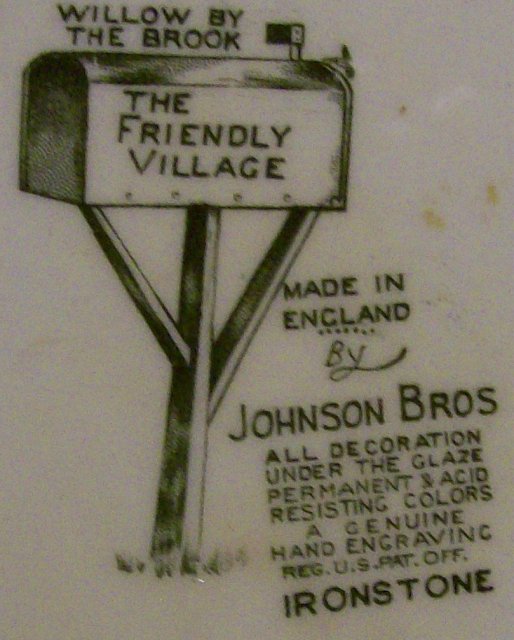 WILLOW BY
THE BROOK
THE
FRIENDLY
VILLAGE
MADE IN
ENGLAND
By
JOHNSON BROS
ALL DECORATION
UNDER THE GLAZE
PERMANENT & ACID
RESISTING COLORS
A GENUINE
HAND ENGRAVING
REG. U.S. PAT. OFF.
IRONSTONE